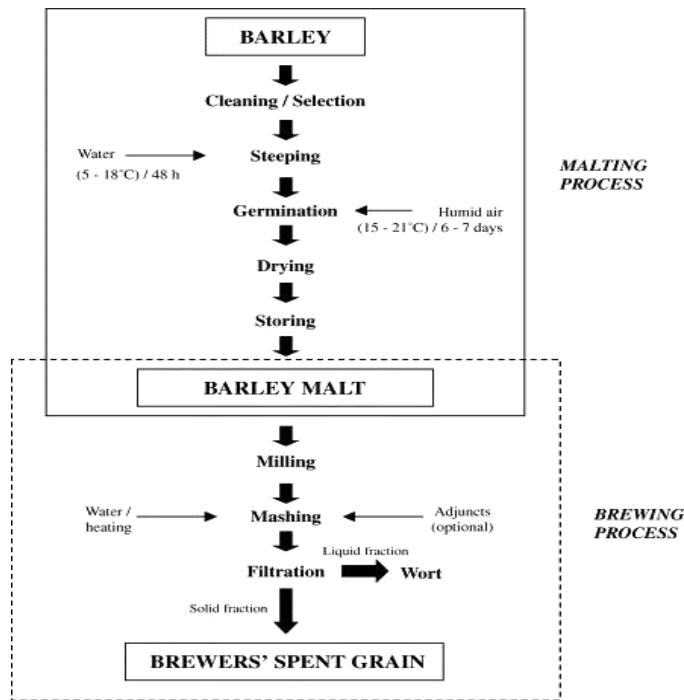 BARLEY
Cleaning / Selection
Water
(5 - 18°C) / 48 h
Steeping
MALTING
PROCESS
Germination
Humid air
(15 - 21°C) / 6 - 7 days
Drying
Storing
BARLEY MALT
Milling
Water /
heating
Mashing
Adjuncts
(optional)
BREWING
PROCESS
Liquid fraction
Filtration
Wort
Solid fraction
BREWERS' SPENT GRAIN